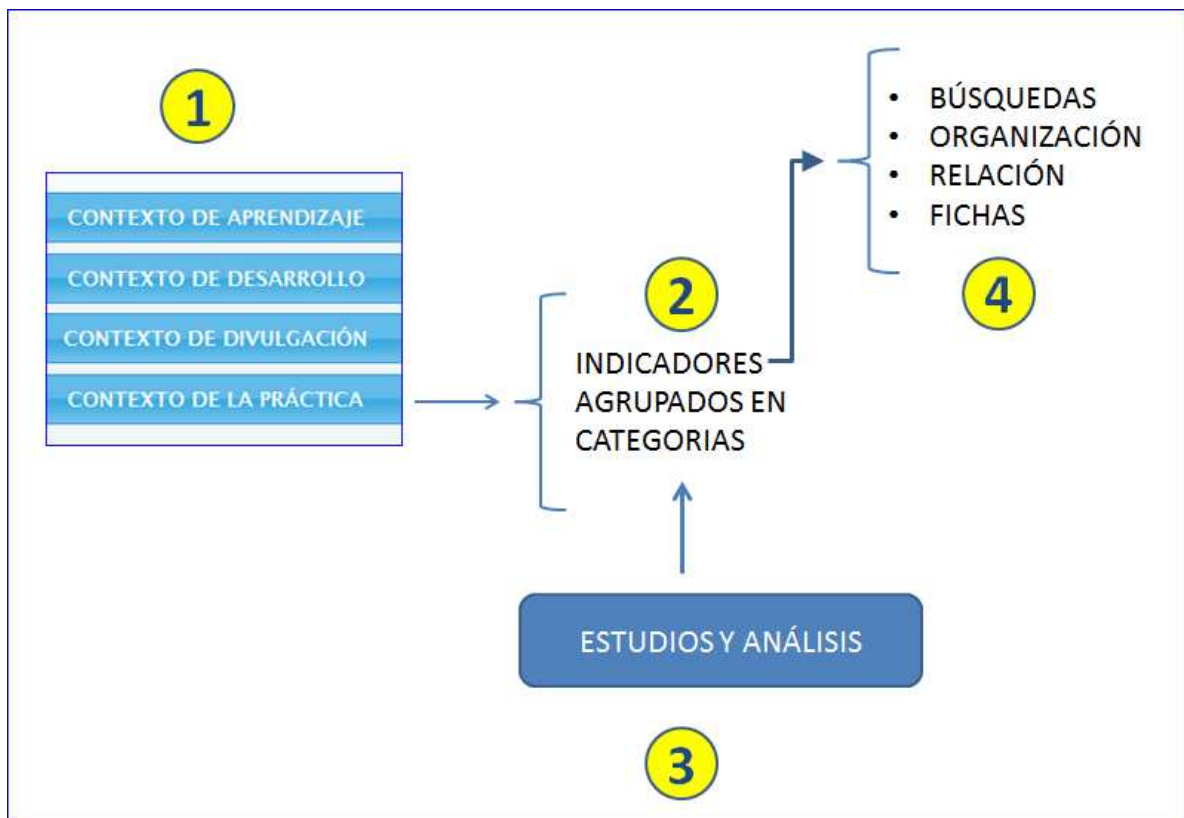 1
CONTEXTO DE APRENDIZAJE
CONTEXTO DE DESARROLLO
CONTEXTO DE DIVULGACIÓN
CONTEXTO DE LA PRÁCTICA
2
INDICADORES
AGRUPADOS EN
CATEGORIAS
ESTUDIOS Y ANÁLISIS
3
• BÚSQUEDAS
• ORGANIZACIÓN
• RELACIÓN
• FICHAS
4